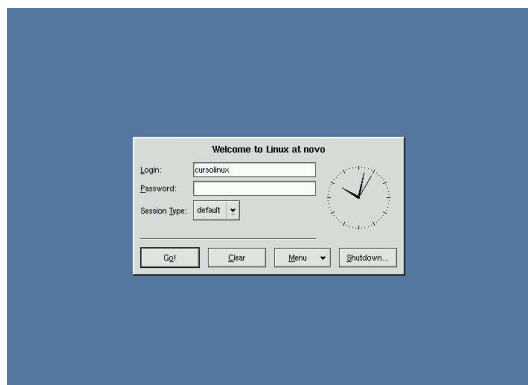 Welcome to Linux at novo
Login: cursolinux
Password:
Session Type: default
Go! Clear Menu Shutdown...